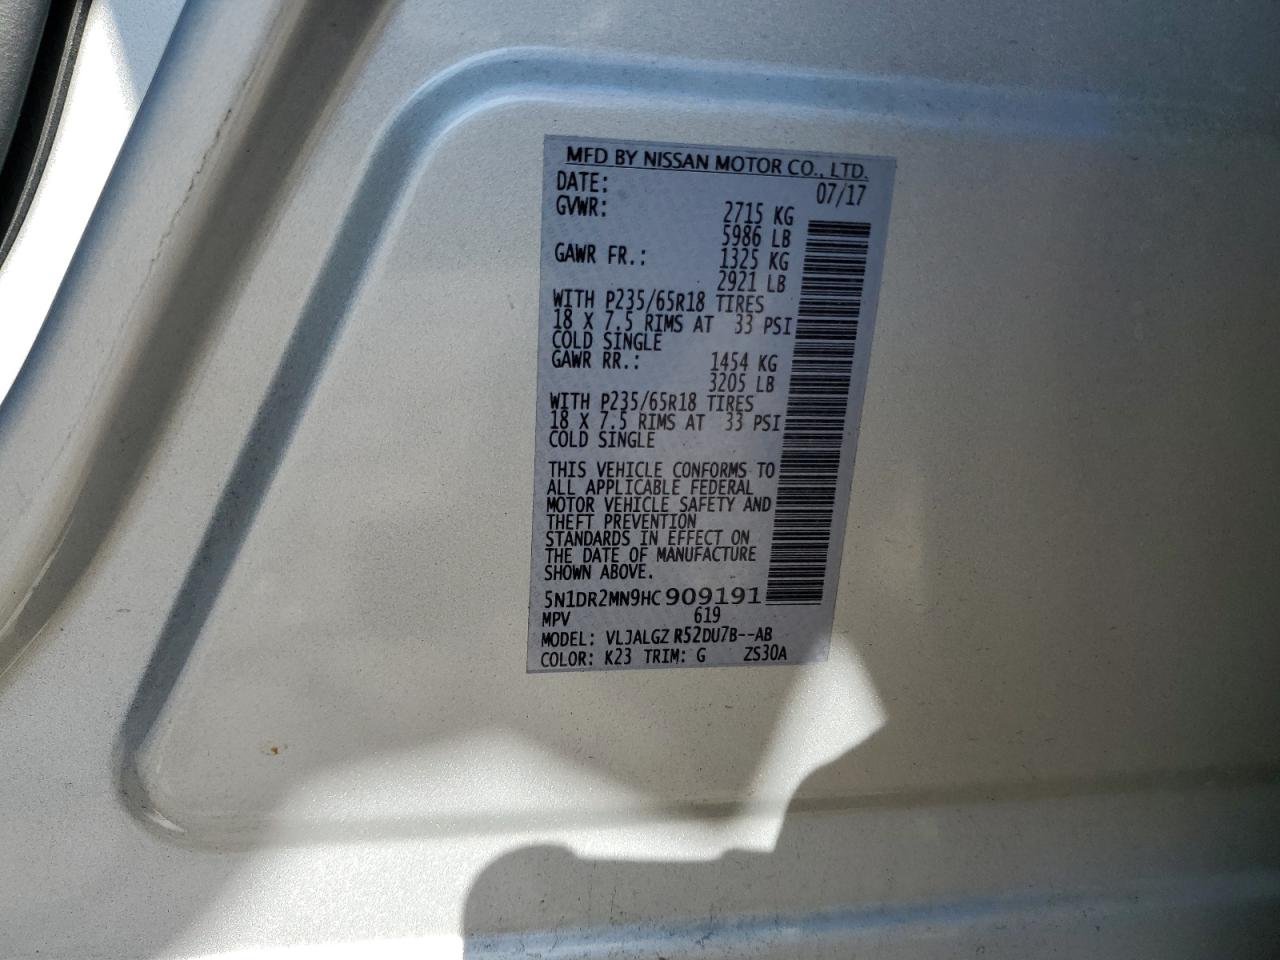 MFD BY NISSAN MOTOR CO., LTD.
DATE: 07/17
GVWR: 2715 KG
5986 LB
GAWR FR.: 1325 KG
2921 LB
WITH P235/65R18 TIRES
18 X 7.5 RIMS AT 33 PSI
COLD SINGLE
GAWR RR.: 1454 KG
3205 LB
WITH P235/65R18 TIRES
18 X 7.5 RIMS AT 33 PSI
COLD SINGLE
THIS VEHICLE CONFORMS TO
ALL APPLICABLE FEDERAL
MOTOR VEHICLE SAFETY AND
THEFT PREVENTION
STANDARDS IN EFFECT ON
THE DATE OF MANUFACTURE
SHOWN ABOVE.
5N1DR2MN9HC909191
MPV 619
MODEL: VLJALGZ R52DU7B--AB
COLOR: K23 TRIM: G ZS30A